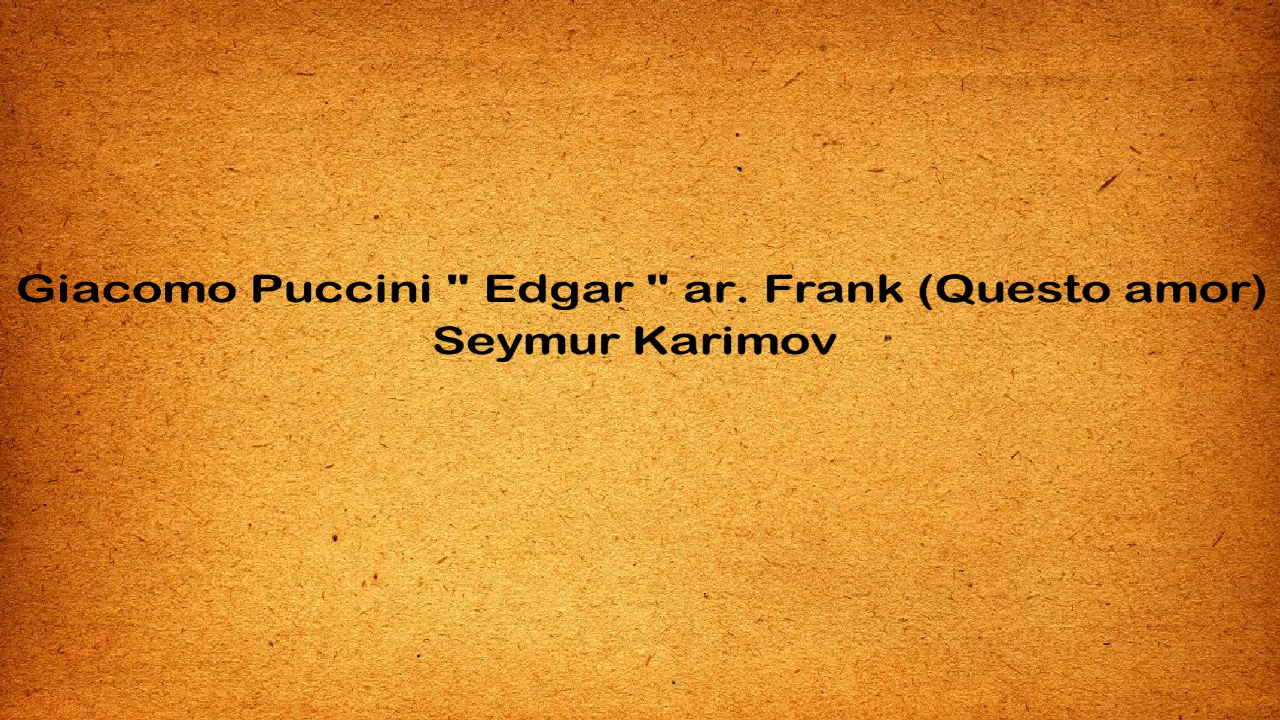 Giacomo Puccini " Edgar " ar. Frank (Questo amor)
Seymur Karimov